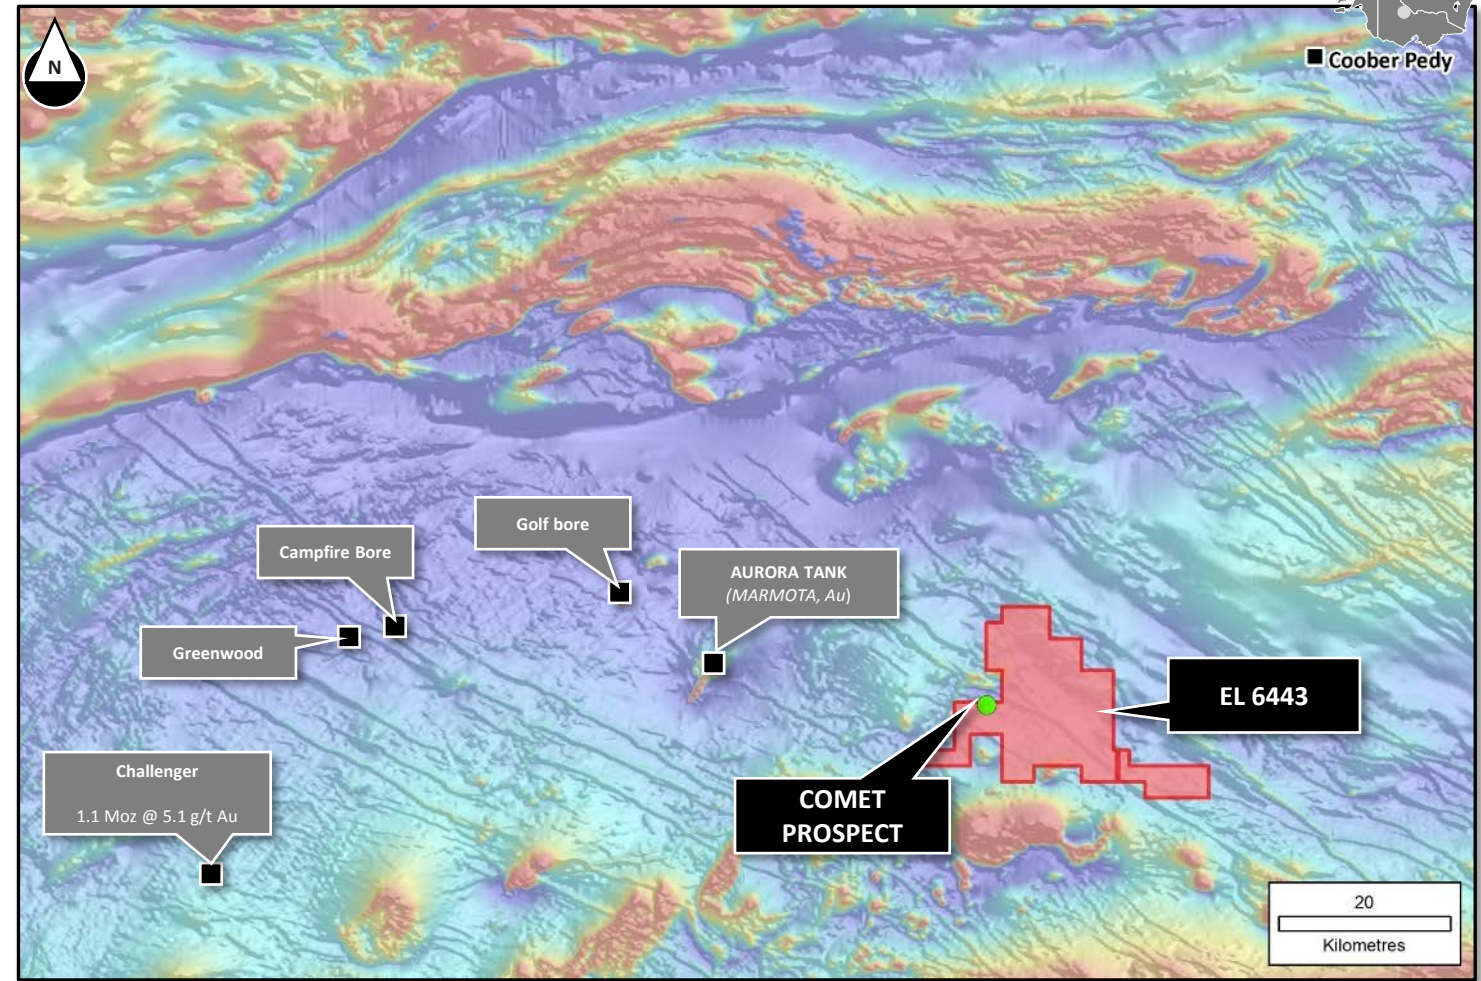 N
Coober Pedy
Golf bore
Campfire Bore
AURORA TANK
(MARMOTA, Au)
Greenwood
EL 6443
Challenger
1.1 Moz @ 5.1 g/t Au
COMET
PROSPECT
20
Kilometres